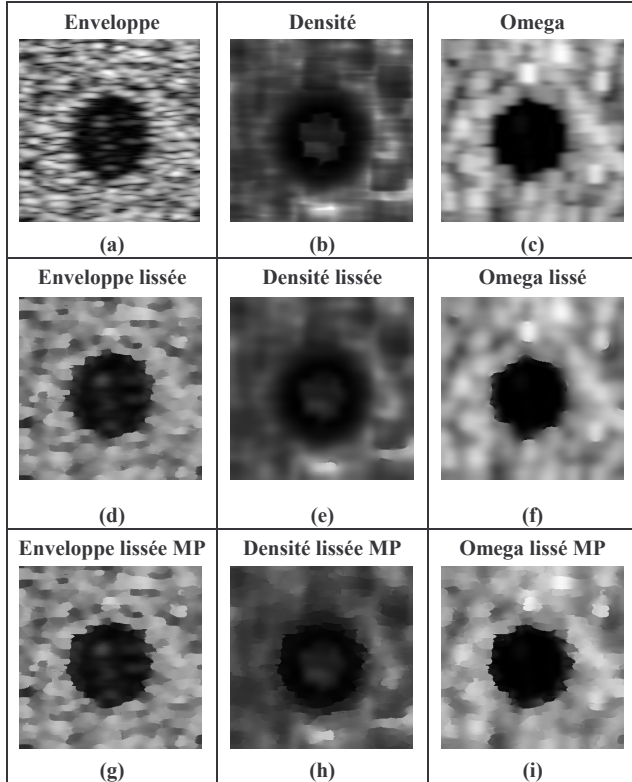 Enveloppe
Densité
Omega
(a)
(b)
(c)
Enveloppe lissée
Densité lissée
Omega lissé
(d)
(e)
(f)
Enveloppe lissée MP
Densité lissée MP
Omega lissé MP
(g)
(h)
(i)